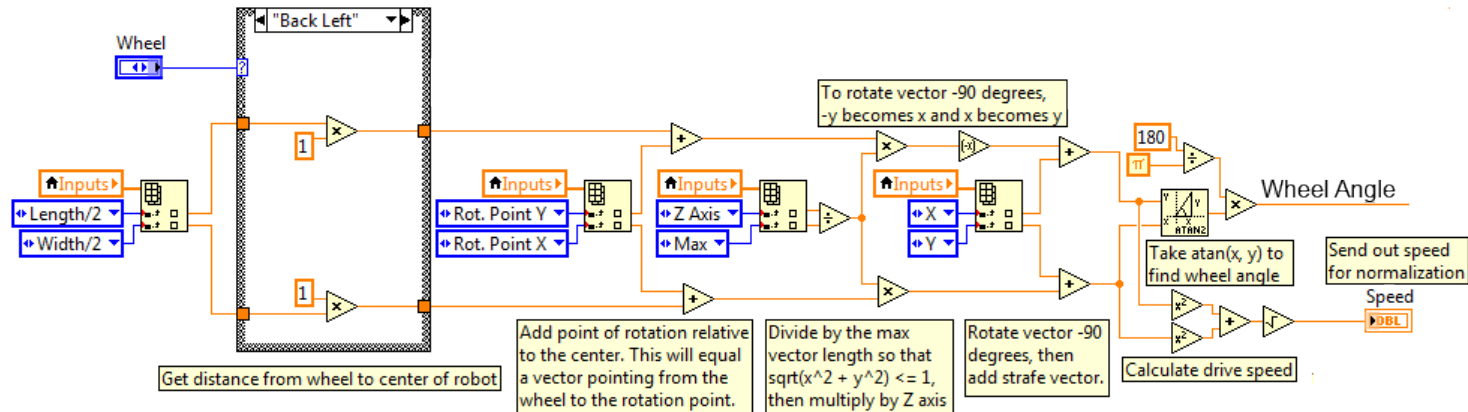 "Back Left"
Wheel
?
×
1
Inputs
Length/2
Width/2
1
×
Get distance from wheel to center of robot
Inputs
Rot. Point Y
Rot. Point X
+
+
Add point of rotation relative
to the center. This will equal
a vector pointing from the
wheel to the rotation point.
Inputs
Z Axis
Max
÷
×
×
Divide by the max
vector length so that
sqrt(x^2 + y^2) <= 1,
then multiply by Z axis
To rotate vector -90 degrees,
-y becomes x and x becomes y
(-x)
Inputs
X
Y
+
+
Rotate vector -90
degrees, then
add strafe vector.
180
π
÷
×
Wheel Angle
Y Y
X X
ATAN2
Take atan(x, y) to
find wheel angle
x²
x²
+
√
Calculate drive speed
Send out speed
for normalization
Speed
DBL